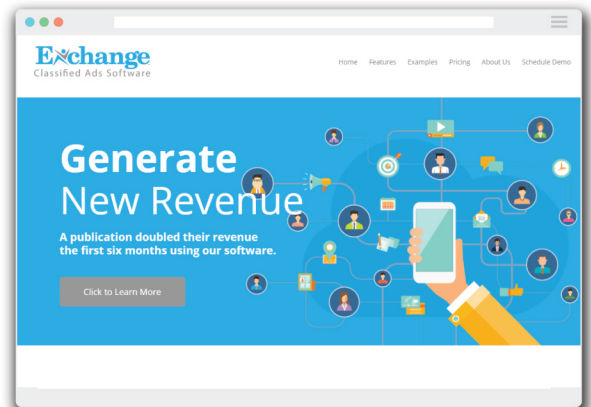 Exchange
Classified Ads Software
Home Features Examples Pricing About Us Schedule Demo
Generate
New Revenue
A publication doubled their revenue
the first six months using our software.
Click to Learn More